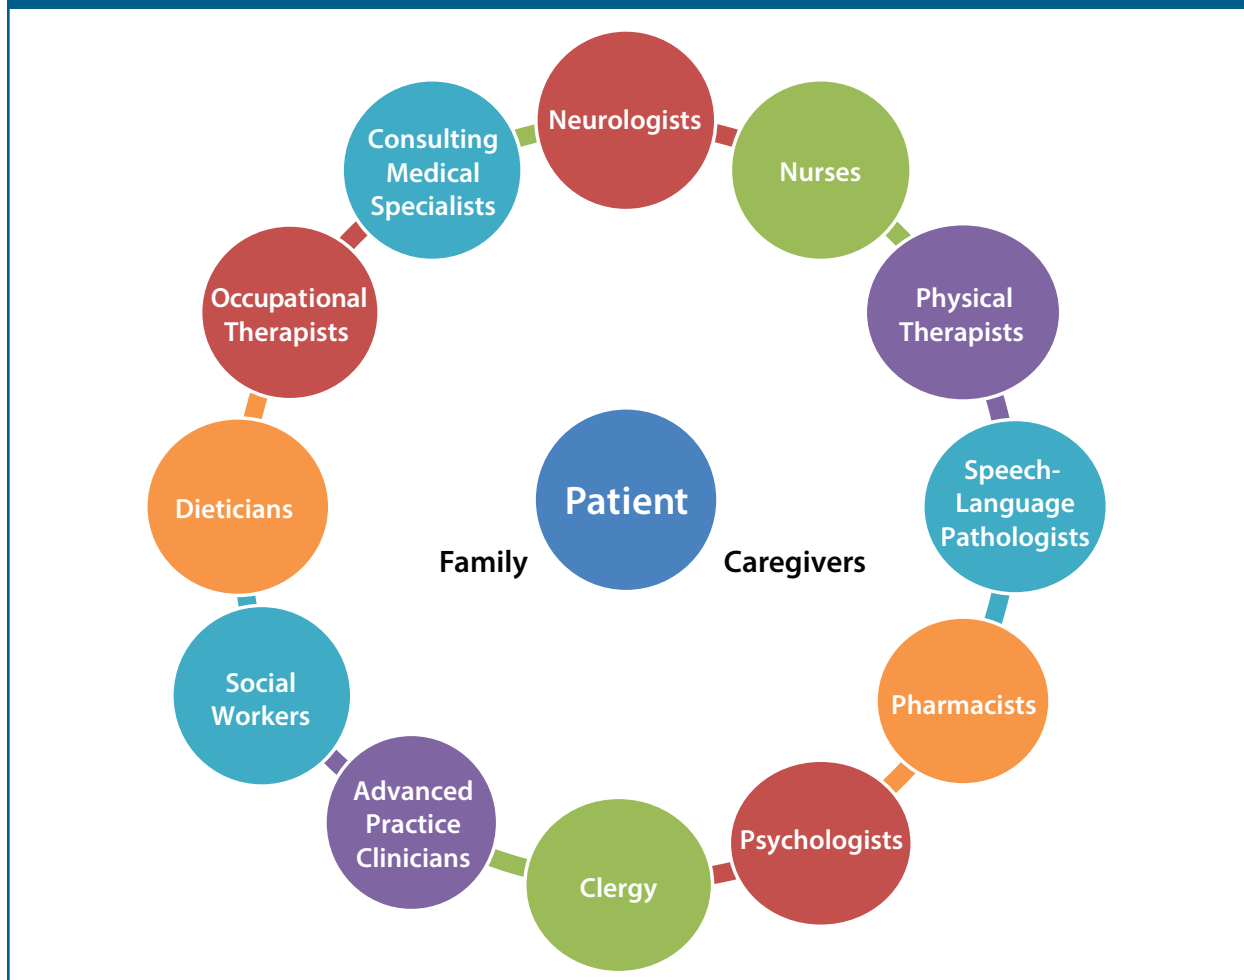 Neurologists
Nurses
Physical
Therapists
Speech-
Language
Pathologists
Pharmacists
Psychologists
Clergy
Advanced
Practice
Clinicians
Social
Workers
Dieticians
Occupational
Therapists
Consulting
Medical
Specialists
Patient
Family
Caregivers